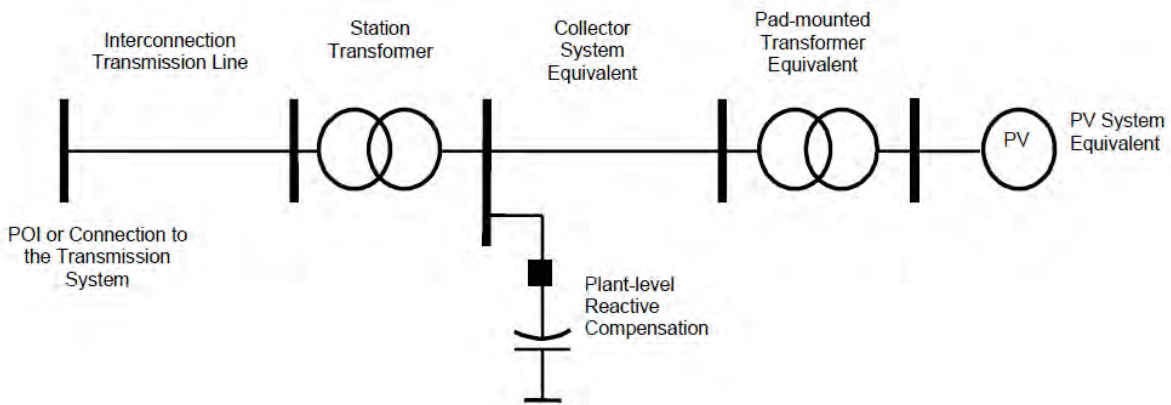 Interconnection
Transmission Line
Station
Transformer
Collector
System
Equivalent
Pad-mounted
Transformer
Equivalent
PV
PV System
Equivalent
POI or Connection to
the Transmission
System
Plant-level
Reactive
Compensation